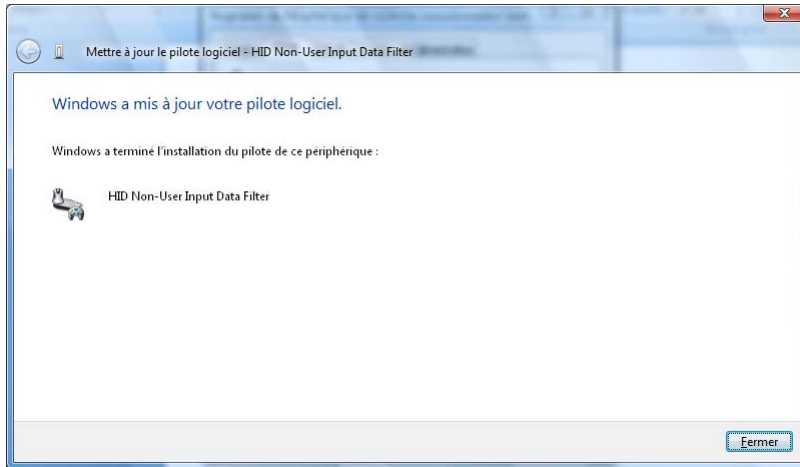 Mettre à jour le pilote logiciel - HID Non-User Input Data Filter
Windows a mis à jour votre pilote logiciel.
Windows a terminé l'installation du pilote de ce périphérique :
HID Non-User Input Data Filter
Fermer